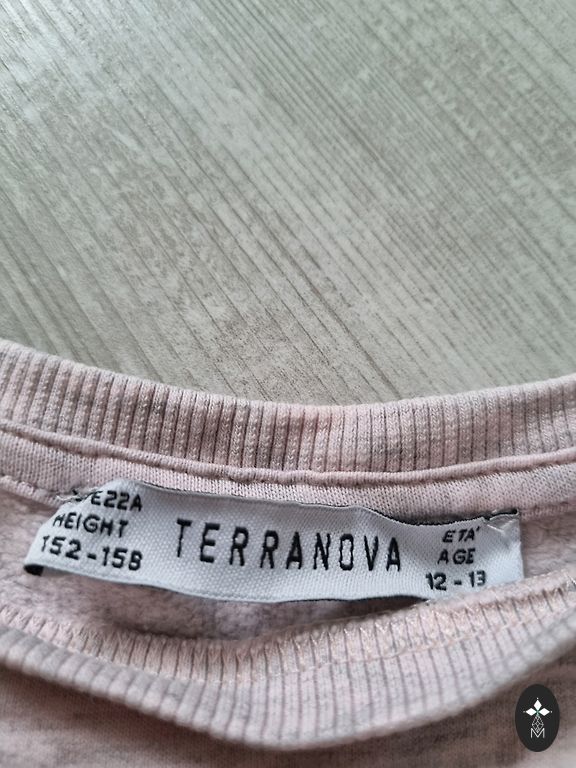 HEIGHT
152-158
TERRANOVA
ETA'
AGE
12-13